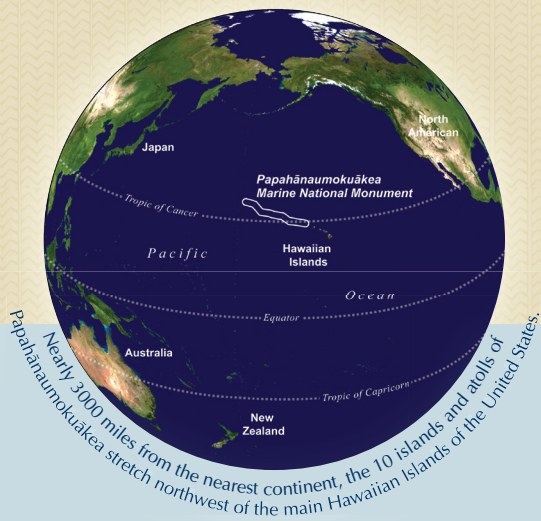 North
American
Japan
Papahānaumokuākea
Marine National Monument
Tropic of Cancer
Hawaiian
Islands
Pacific
Ocean
Equator
Australia
Tropic of Capricorn
New
Zealand
Nearly 3000 miles from the nearest continent, the 10 islands and atolls of
Papahānaumokuākea stretch northwest of the main Hawaiian Islands of the United States.